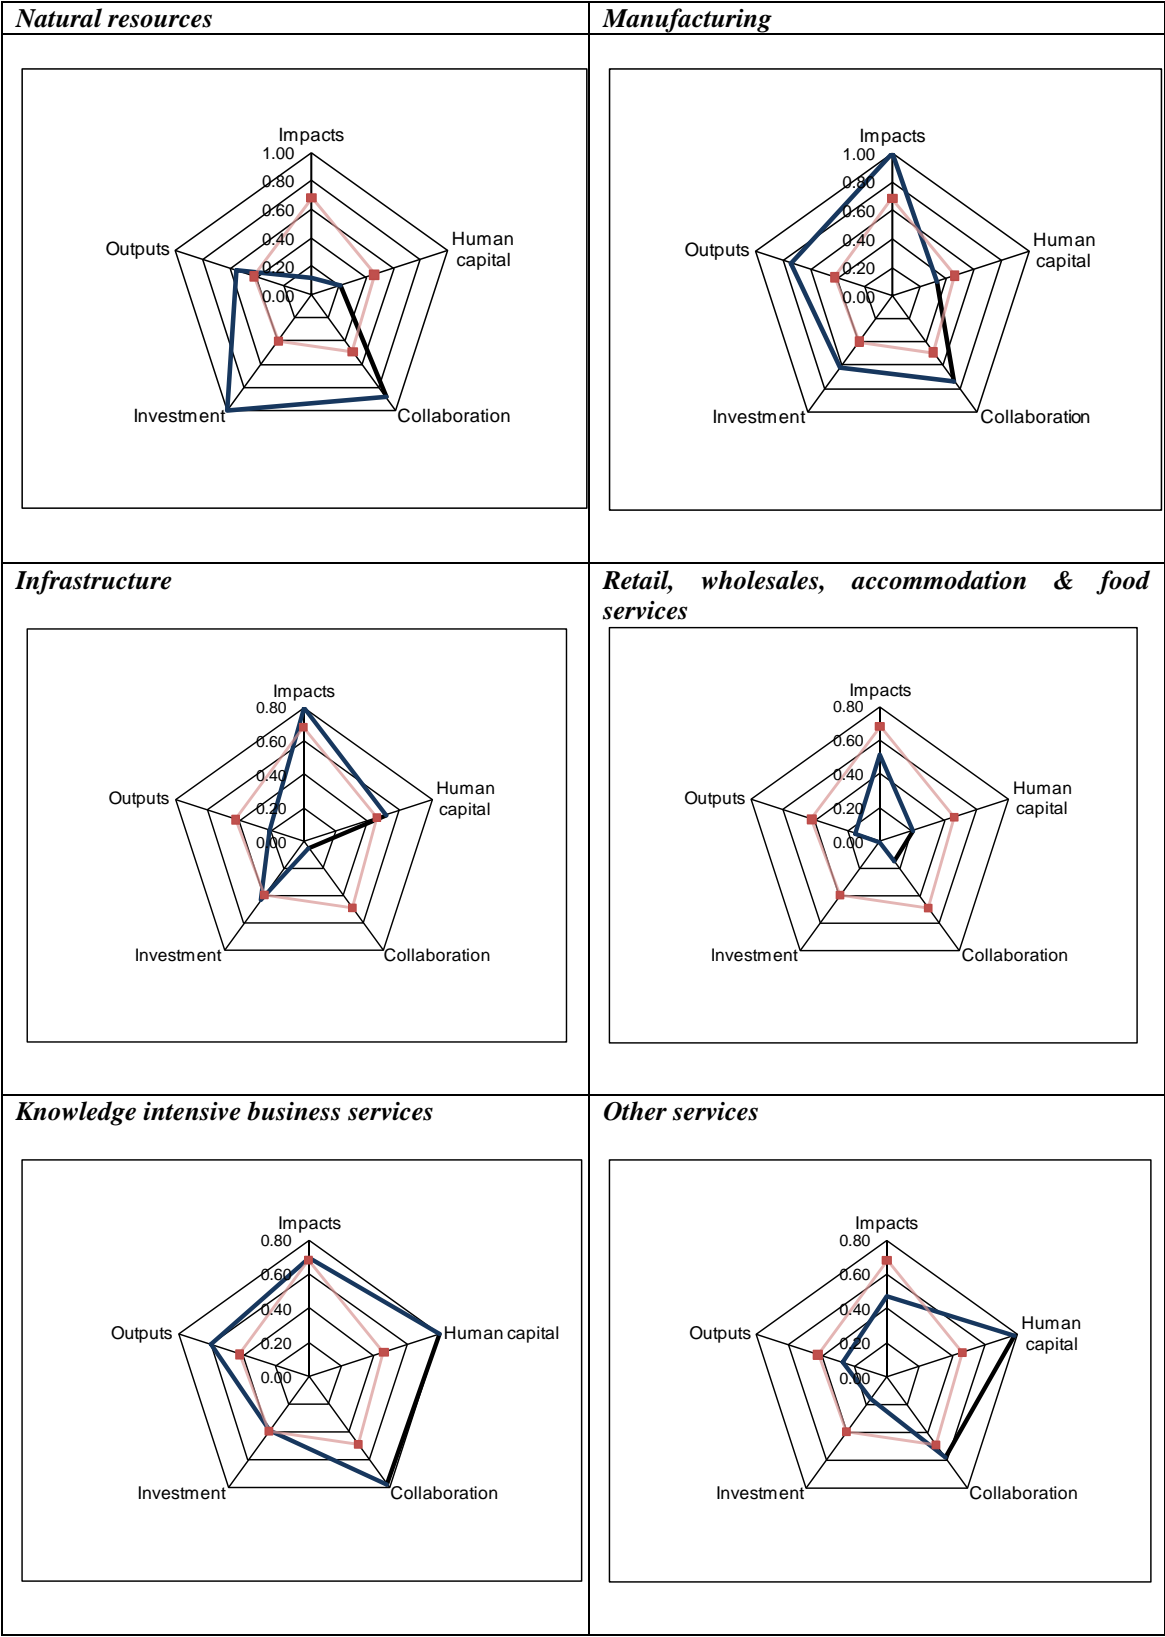 Natural resources
Manufacturing
Impacts
1.00
0.80
0.60
0.40
0.20
0.00
Outputs
Human
capital
Investment
Collaboration
Impacts
1.00
0.80
0.60
0.40
0.20
0.00
Outputs
Human
capital
Investment
Collaboration
Infrastructure
Retail, wholesales, accommodation & food
services
Impacts
0.80
0.60
0.40
0.20
0.00
Outputs
Human
capital
Investment
Collaboration
Impacts
0.80
0.60
0.40
0.20
0.00
Outputs
Human
capital
Investment
Collaboration
Knowledge intensive business services
Other services
Impacts
0.80
0.60
0.40
0.20
0.00
Outputs
Human capital
Investment
Collaboration
Impacts
0.80
0.60
0.40
0.20
0.00
Outputs
Human
capital
Investment
Collaboration